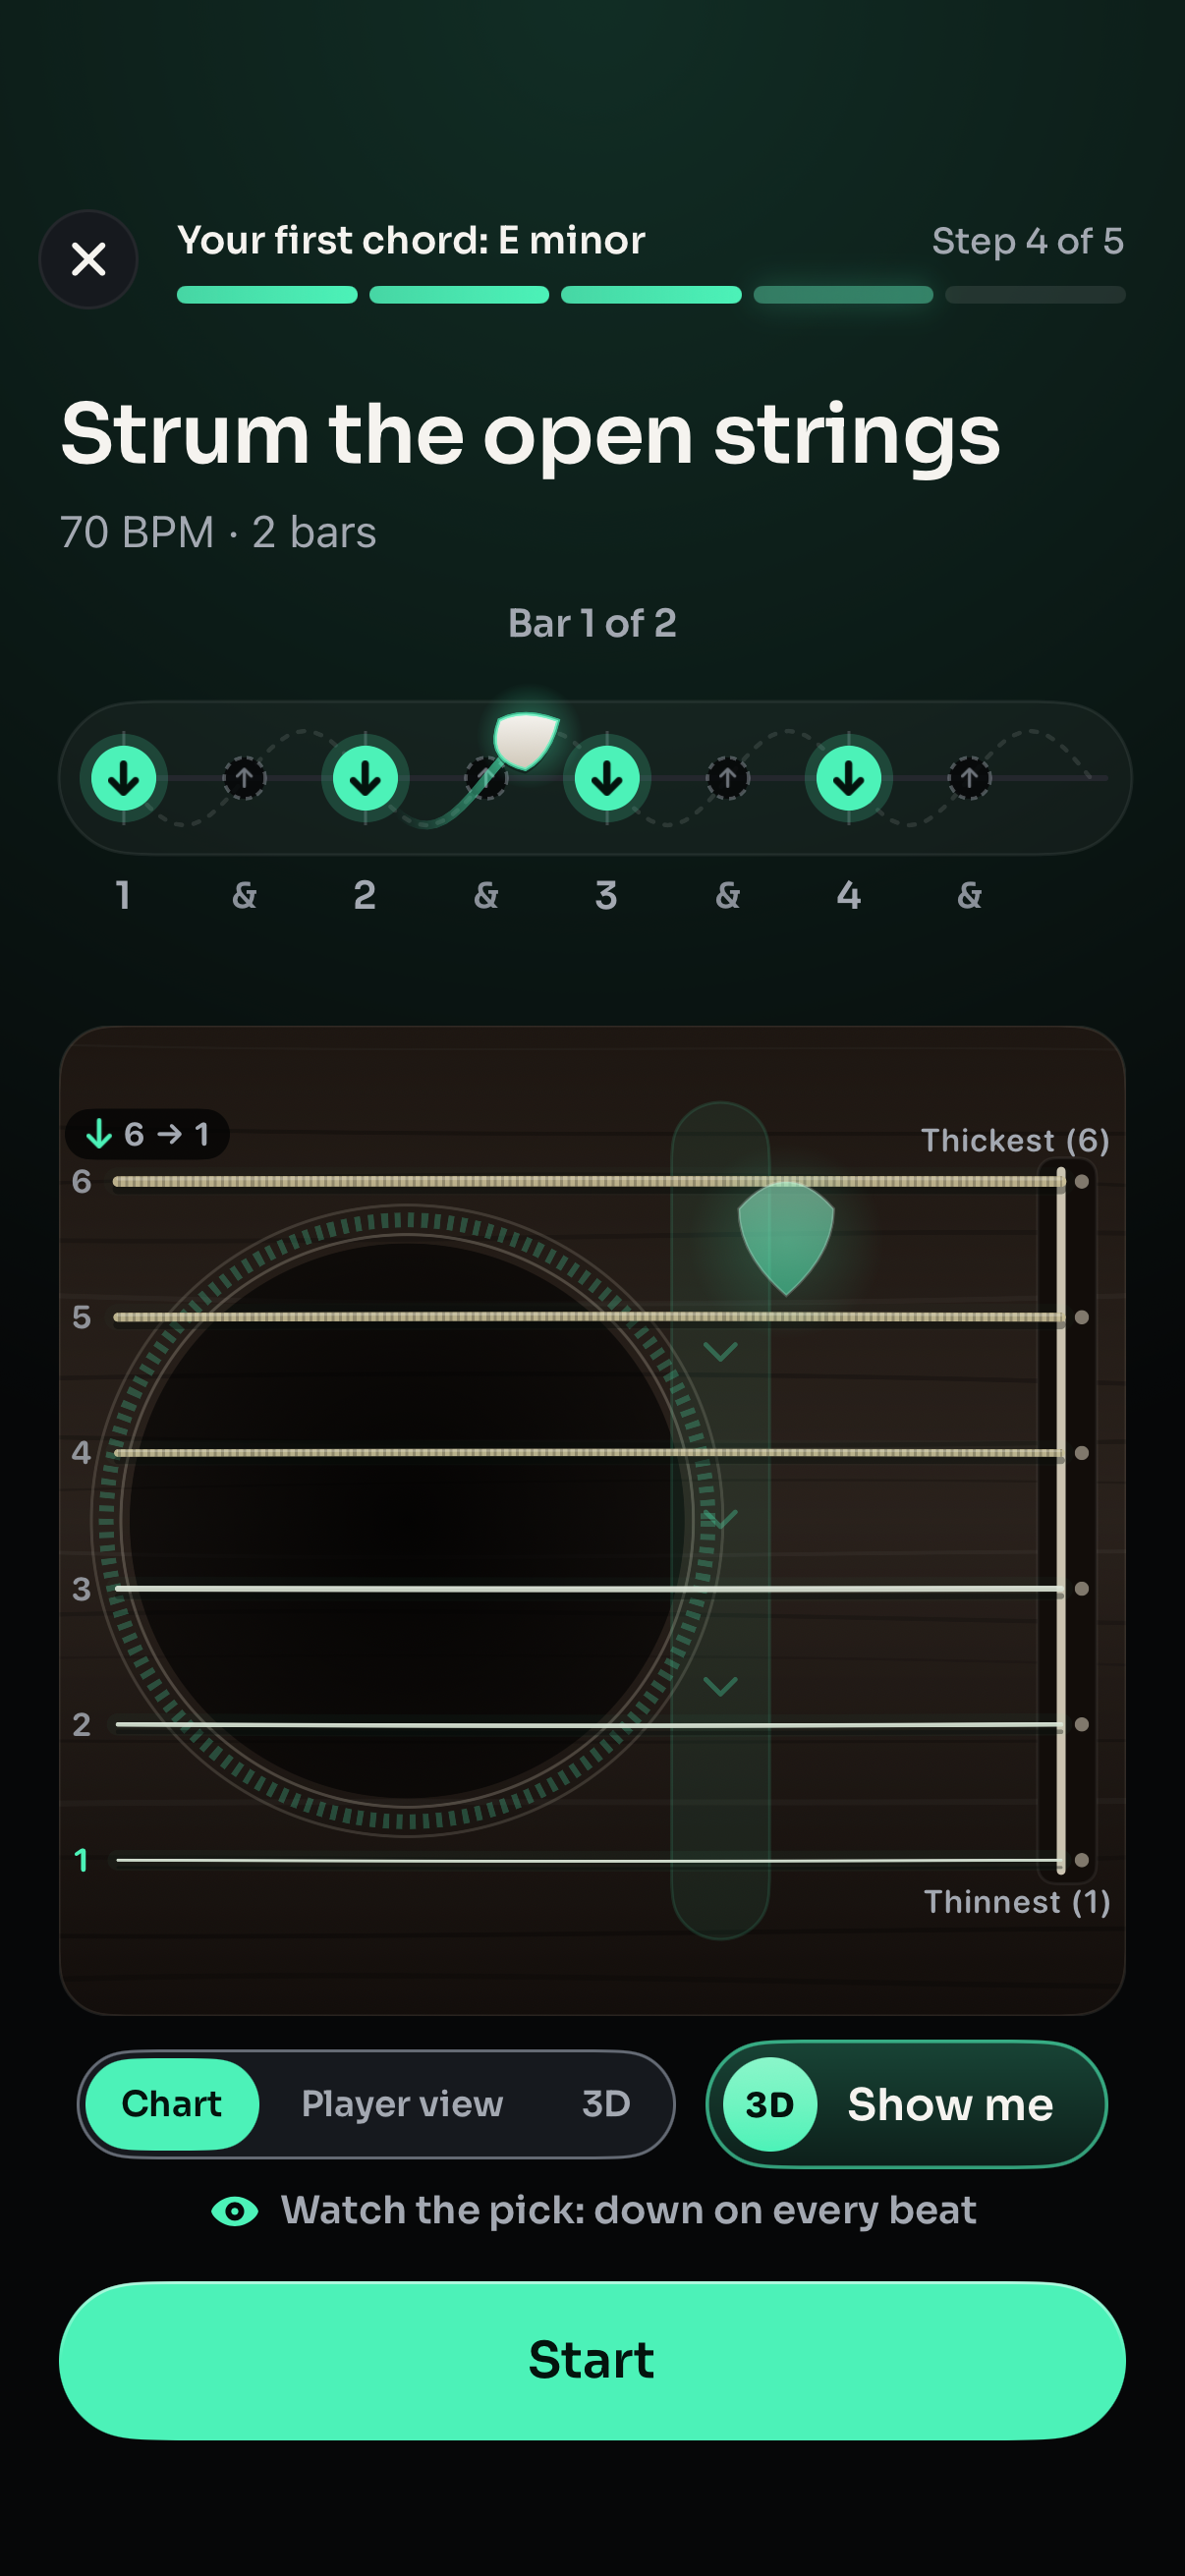 Your first chord: E minor
Step 4 of 5
Strum the open strings
70 BPM · 2 bars
Bar 1 of 2
1 & 2 & 3 & 4 &
↓ 6 → 1
Thickest (6)
6
5
4
3
2
1
Thinnest (1)
Chart Player view 3D
3D Show me
Watch the pick: down on every beat
Start